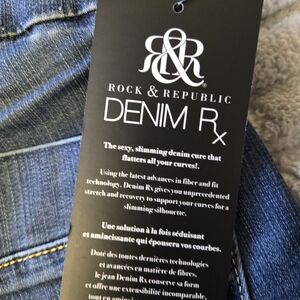 R&R
ROCK & REPUBLIC
DENIM Rx
The sexy, slimming denim cure that
flatters all your curves!.
Using the latest advances in fiber and fit
technology. Denim Rx gives you unprecedented
stretch and recovery to support your curves for a
slimming silhouette.
Une solution à la fois séduisant
et amincissante qui épousera vos courbes.
Doté des toutes dernières technologies
et avancées en matière de fibres,
le jean Denim Rx conserve sa form
et offre une extensibilité incomparable
tout en